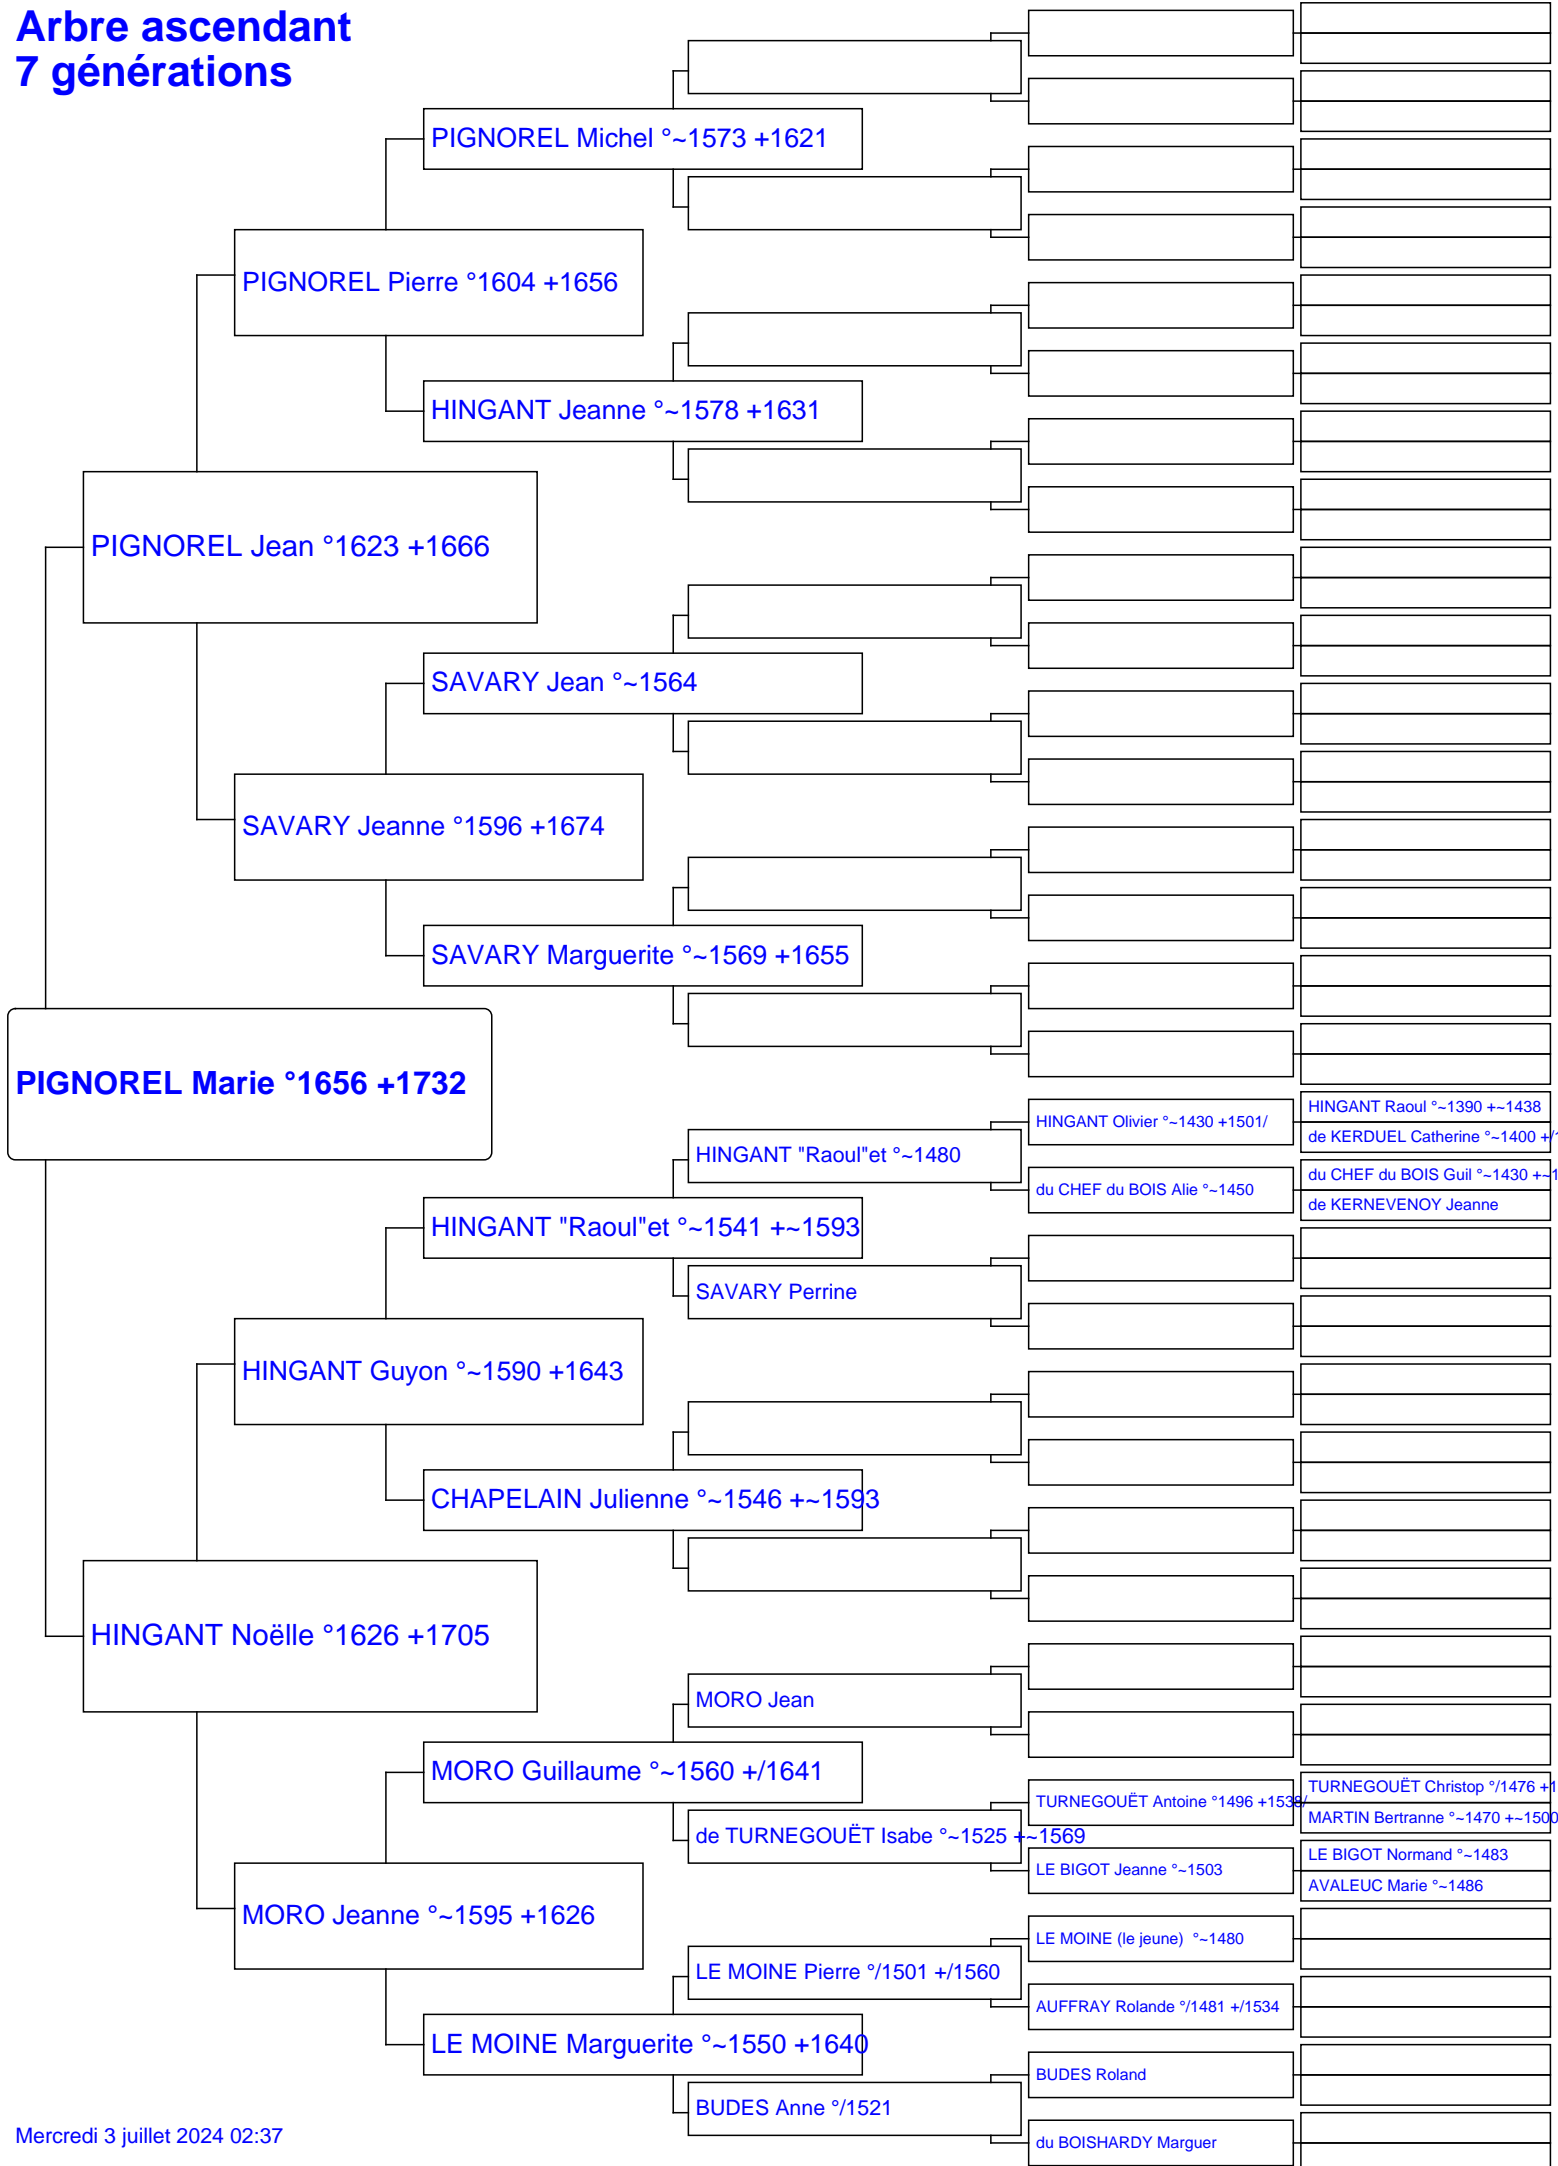 Arbre ascendant
7 générations
PIGNOREL Michel °~1573 +1621
PIGNOREL Pierre °1604 +1656
HINGANT Jeanne °~1578 +1631
PIGNOREL Jean °1623 +1666
SAVARY Jean °~1564
SAVARY Jeanne °1596 +1674
SAVARY Marguerite °~1569 +1655
PIGNOREL Marie °1656 +1732
HINGANT Raoul °~1390 +~1438
HINGANT Olivier °~1430 +1501/
de KERDUEL Catherine °~1400 +/1
HINGANT "Raoul"et °~1480
du CHEF du BOIS Guil °~1430 +~1
du CHEF du BOIS Alie °~1450
de KERNEVENOY Jeanne
HINGANT "Raoul"et °~1541 +~1593
SAVARY Perrine
HINGANT Guyon °~1590 +1643
CHAPELAIN Julienne °~1546 +~1593
HINGANT Noëlle °1626 +1705
MORO Jean
MORO Guillaume °~1560 +/1641
TURNEGOUËT Christop °/1476 +1
TURNEGOUËT Antoine °1496 +1538/
MARTIN Bertranne °~1470 +~1500
de TURNEGOUËT Isabe °~1525 +~1569
LE BIGOT Normand °~1483
LE BIGOT Jeanne °~1503
AVALEUC Marie °~1486
MORO Jeanne °~1595 +1626
LE MOINE (le jeune)  °~1480
LE MOINE Pierre °/1501 +/1560
AUFFRAY Rolande °/1481 +/1534
LE MOINE Marguerite °~1550 +1640
BUDES Roland
BUDES Anne °/1521
du BOISHARDY Marguer
Mercredi 3 juillet 2024 02:37